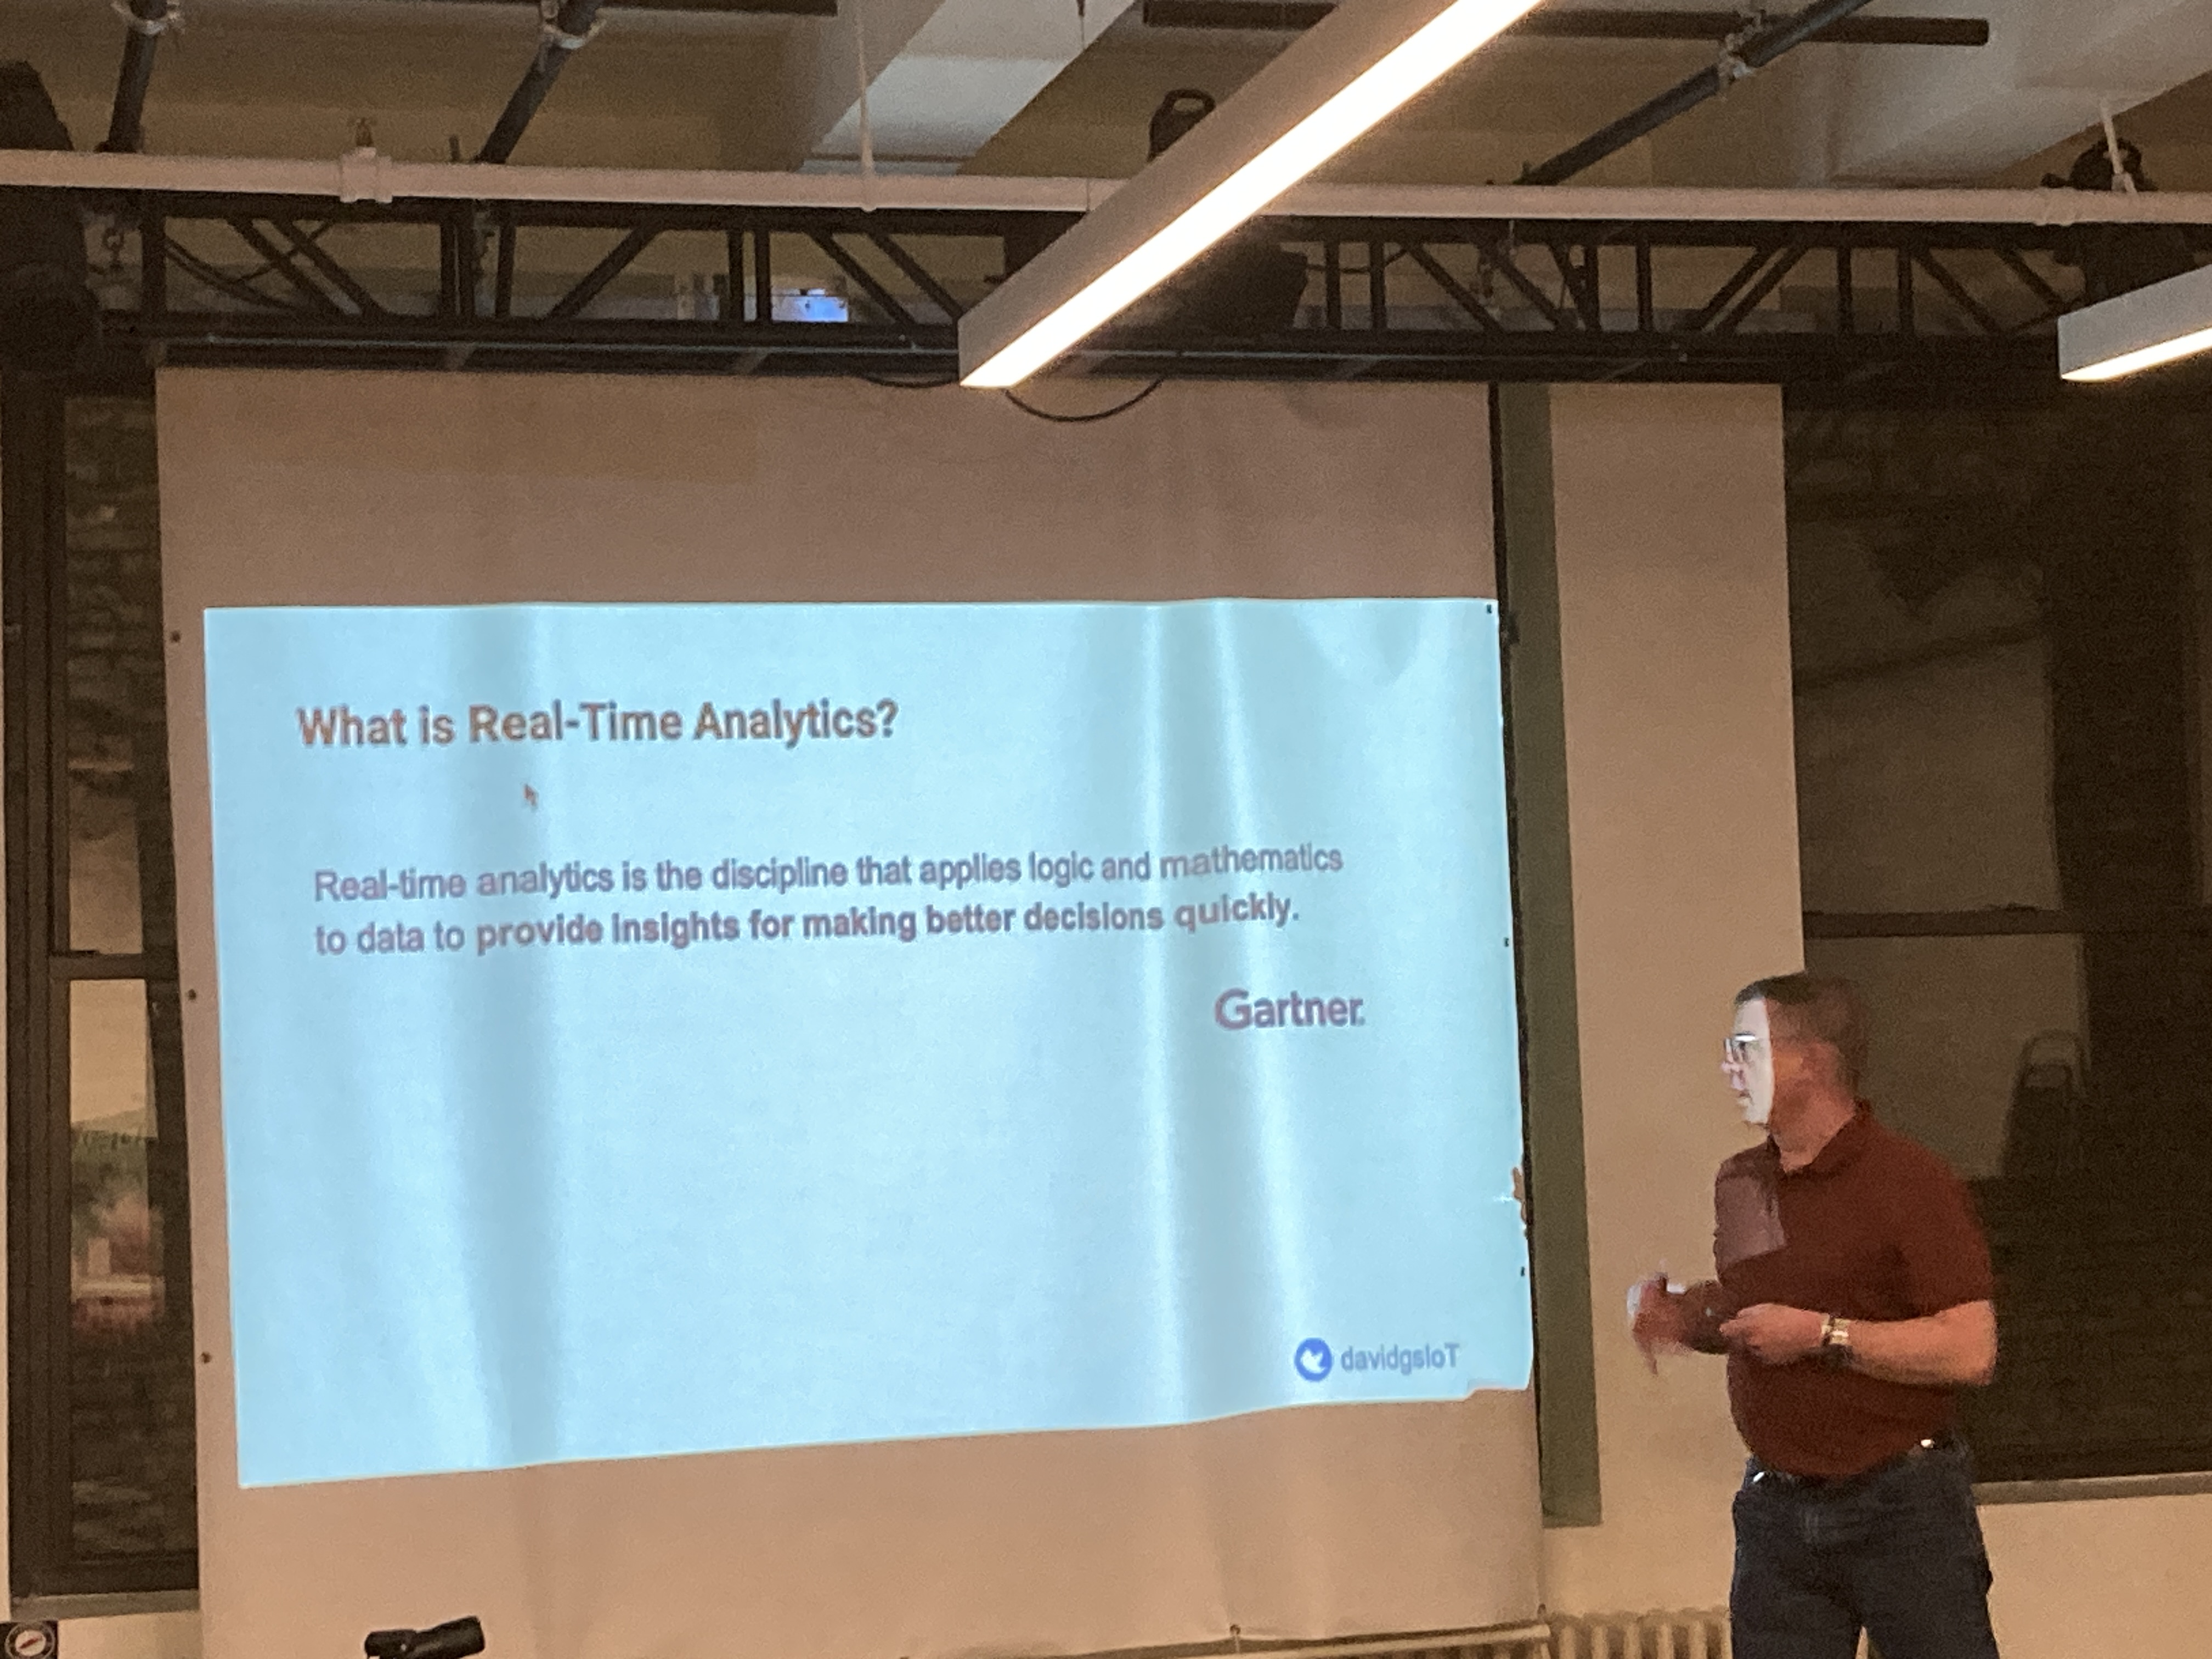 What is Real-Time Analytics?
Real-time analytics is the discipline that applies logic and mathematics
to data to provide insights for making better decisions quickly.
Gartner.
davidgsIoT